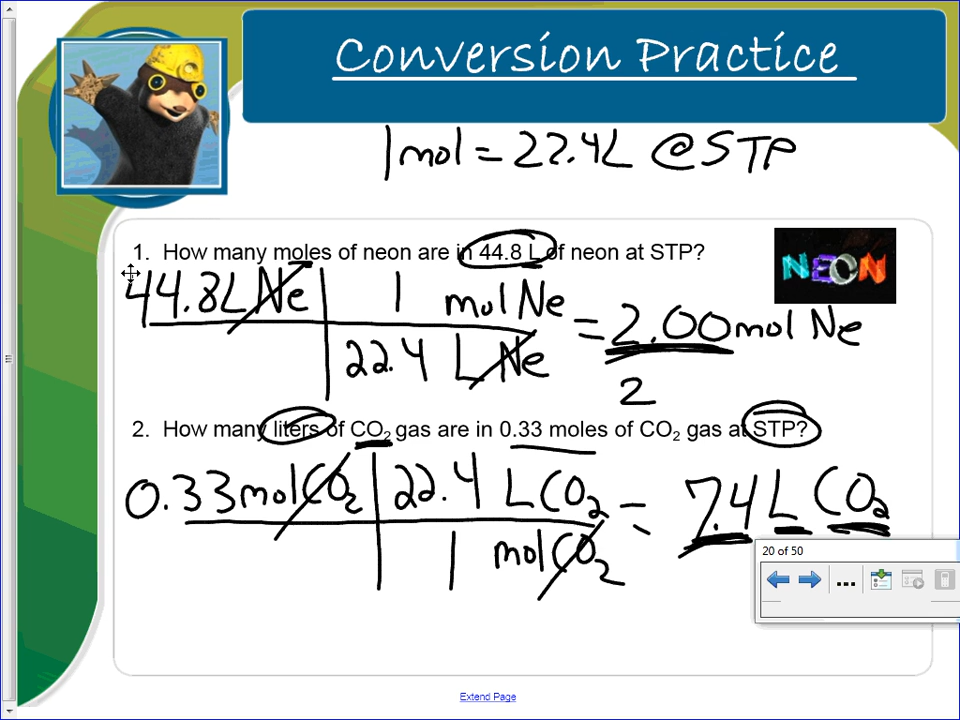 Conversion Practice
1 mol = 22.4L @ STP
1. How many moles of neon are in 44.8 L of neon at STP?
NEON
44.8L Ne | 1 mol Ne
22.4 L Ne
= 2.00 mol Ne
2
2. How many liters of CO₂ gas are in 0.33 moles of CO₂ gas at STP?
0.33 mol CO₂ | 22.4 L CO₂
1 mol CO₂
= 7.4 L CO₂
20 of 50
...
Extend Page